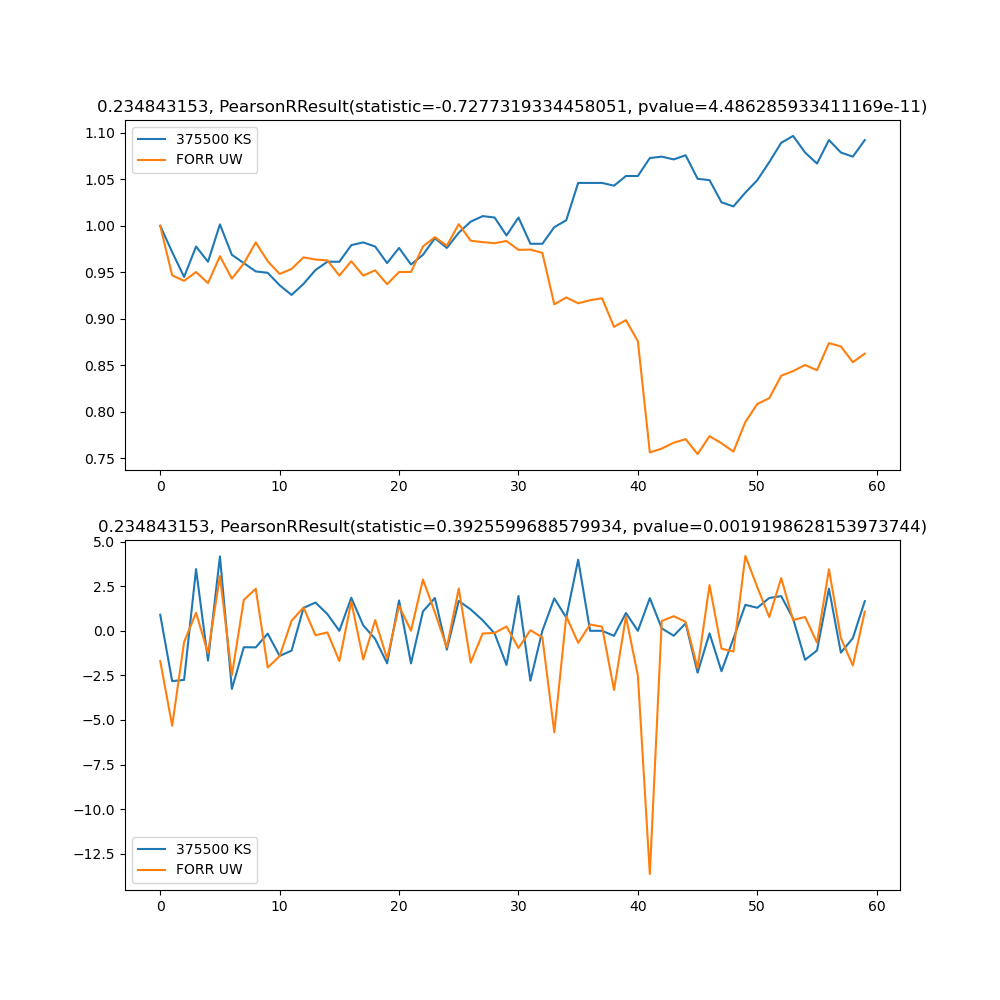 0.234843153, PearsonRResult(statistic=-0.7277319334458051, pvalue=4.486285933411169e-11)
375500 KS
FORR UW
1.10
1.05
1.00
0.95
0.90
0.85
0.80
0.75
0 10 20 30 40 50 60
0.234843153, PearsonRResult(statistic=0.3925599688579934, pvalue=0.0019198628153973744)
5.0
2.5
0.0
−2.5
−5.0
−7.5
−10.0
−12.5
375500 KS
FORR UW
0 10 20 30 40 50 60